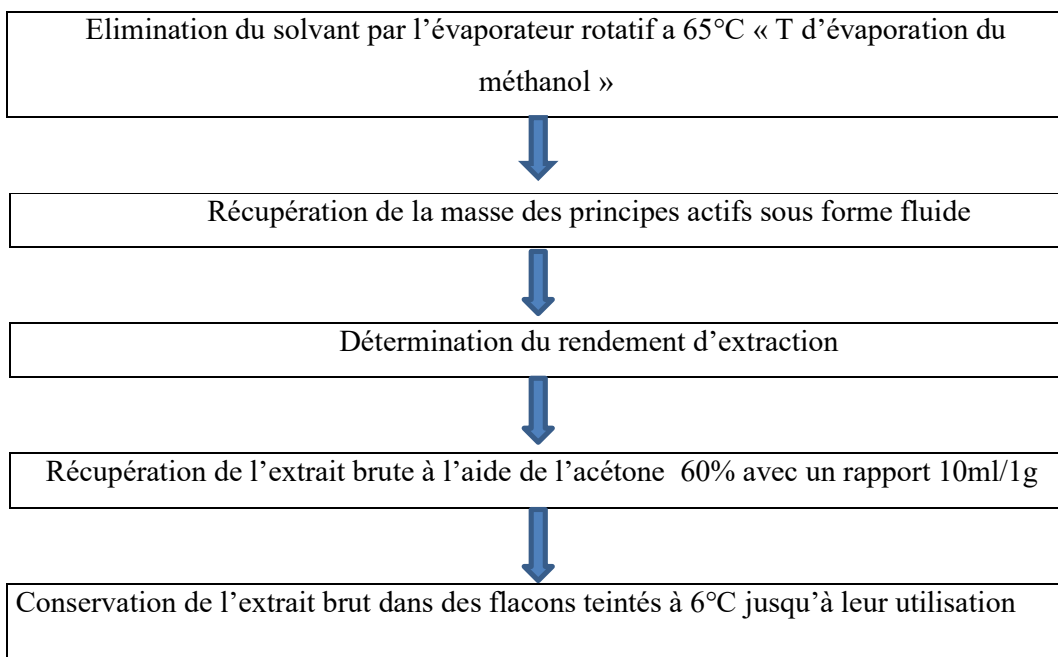 Elimination du solvant par l’évaporateur rotatif a 65°C « T d’évaporation du
méthanol »
Récupération de la masse des principes actifs sous forme fluide
Détermination du rendement d’extraction
Récupération de l’extrait brute à l’aide de l’acétone 60% avec un rapport 10ml/1g
Conservation de l’extrait brut dans des flacons teintés à 6°C jusqu’à leur utilisation